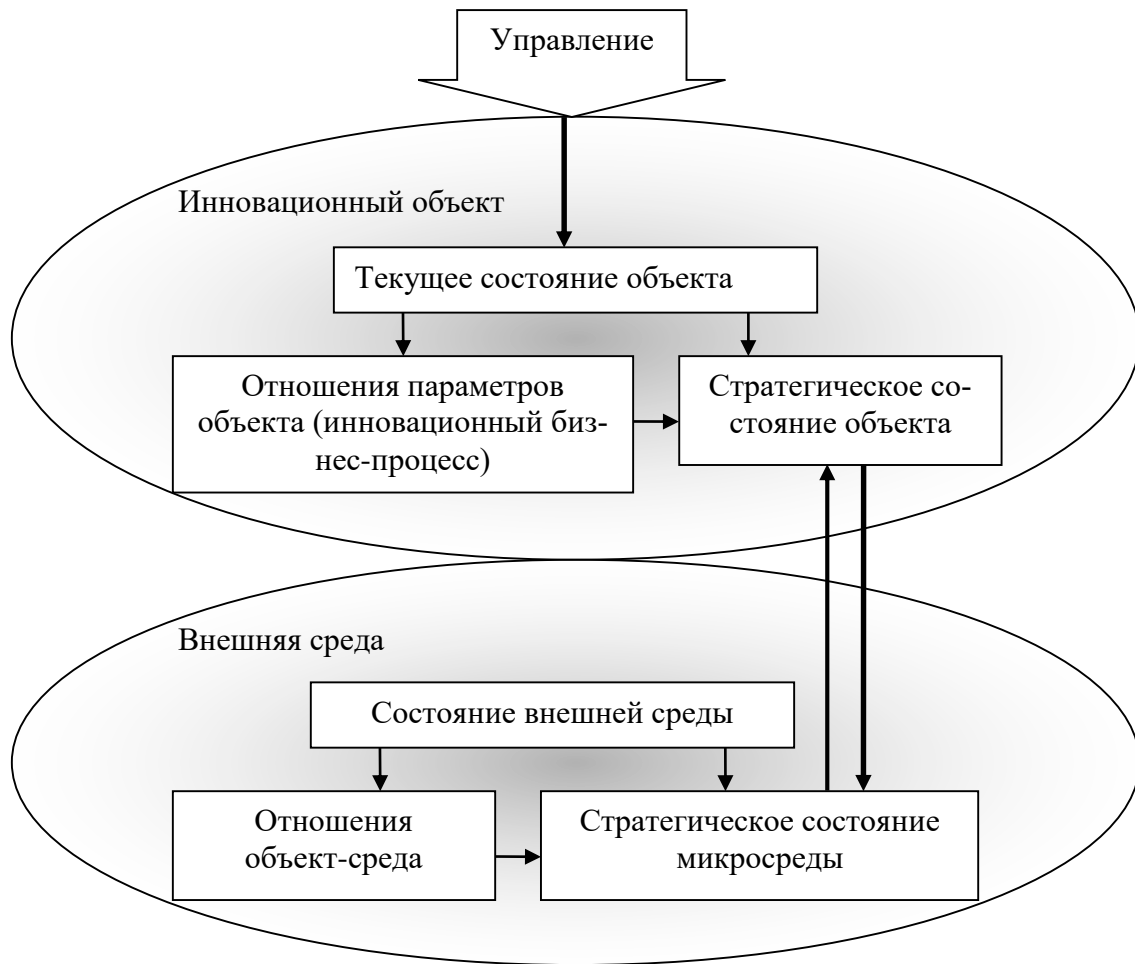 Управление
Инновационный объект
Текущее состояние объекта
Отношения параметров
объекта (инновационный биз-
нес-процесс)
Стратегическое со-
стояние объекта
Внешняя среда
Состояние внешней среды
Отношения
объект-среда
Стратегическое состояние
микросреды